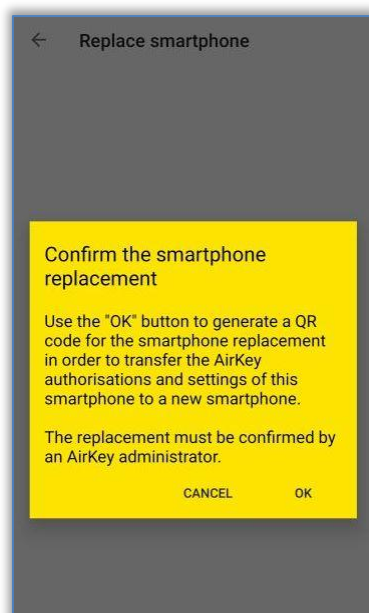 Replace smartphone
Confirm the smartphone
replacement
Use the "OK" button to generate a QR
code for the smartphone replacement
in order to transfer the AirKey
authorisations and settings of this
smartphone to a new smartphone.
The replacement must be confirmed by
an AirKey administrator.
CANCEL OK